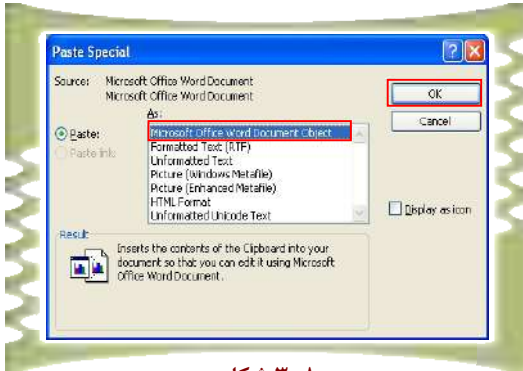 Paste Special
Source: Microsoft Office Word Document
Microsoft Office Word Document
As:
Paste:
Paste link:
Microsoft Office Word Document Object
Formatted Text (RTF)
Unformatted Text
Picture (Windows Metafile)
Picture (Enhanced Metafile)
HTML Format
Unformatted Unicode Text
OK
Cancel
Display as icon
Result
Inserts the contents of the Clipboard into your
document so that you can edit it using Microsoft
Office Word Document.